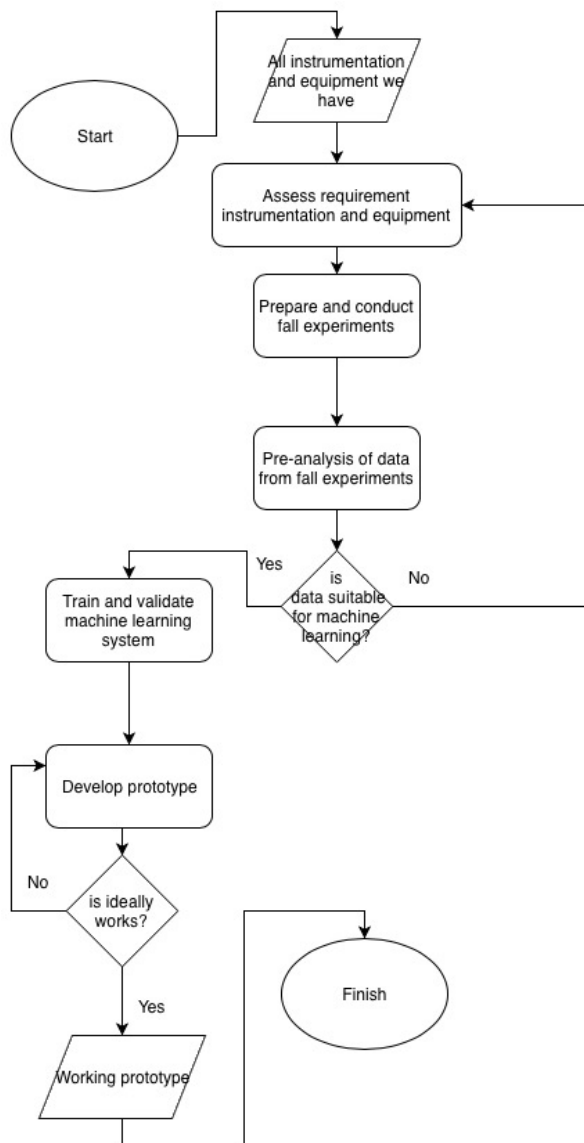 All instrumentation
and equipment we
have
Start
Assess requirement
instrumentation and equipment
Prepare and conduct
fall experiments
Pre-analysis of data
from fall experiments
Yes
is
data suitable
for machine
learning?
No
Train and validate
machine learning
system
Develop prototype
No
is ideally
works?
Yes
Finish
Working prototype